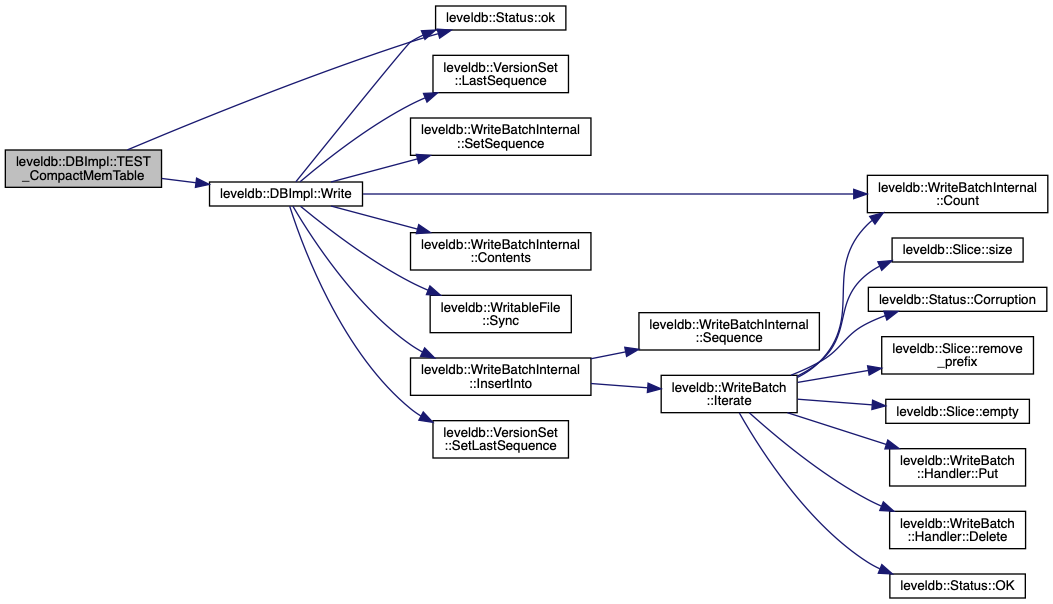 leveldb::Status::ok
leveldb::VersionSet
::LastSequence
leveldb::WriteBatchInternal
::SetSequence
leveldb::DBImpl::TEST
_CompactMemTable
leveldb::DBImpl::Write
leveldb::WriteBatchInternal
::Count
leveldb::WriteBatchInternal
::Contents
leveldb::Slice::size
leveldb::WritableFile
::Sync
leveldb::Status::Corruption
leveldb::WriteBatchInternal
::Sequence
leveldb::Slice::remove
_prefix
leveldb::WriteBatchInternal
::InsertInto
leveldb::WriteBatch
::Iterate
leveldb::Slice::empty
leveldb::VersionSet
::SetLastSequence
leveldb::WriteBatch
::Handler::Put
leveldb::WriteBatch
::Handler::Delete
leveldb::Status::OK